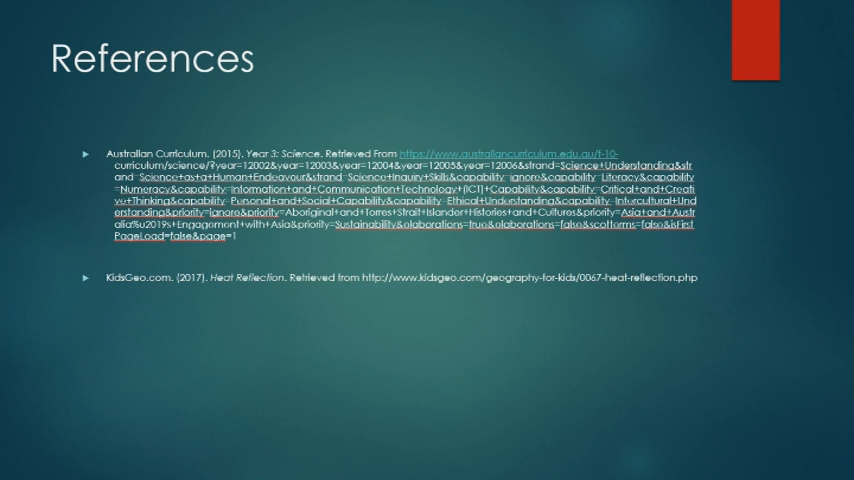 References
Australian Curriculum. (2015). Year 3: Science. Retrieved From https://www.australiancurriculum.edu.au/f-10-
curriculum/science/?year=12002&year=12003&year=12004&year=12005&year=12006&strand=Science+Understanding&str
and=Science+as+a+Human+Endeavour&strand=Science+Inquiry+Skills&capability=ignore&capability=Literacy&capability
=Numeracy&capability=Information+and+Communication+Technology+(ICT)+Capability&capability=Critical+and+Creati
ve+Thinking&capability=Personal+and+Social+Capability&capability=Ethical+Understanding&capability=Intercultural+Und
erstanding&priority=ignore&priority=Aboriginal+and+Torres+Strait+Islander+Histories+and+Cultures&priority=Asia+and+Austr
alia%u2019s+Engagement+with+Asia&priority=Sustainability&elaborations=true&elaborations=false&scotterms=false&isFirst
PageLoad=false&page=1
KidsGeo.com. (2017). Heat Reflection. Retrieved from http://www.kidsgeo.com/geography-for-kids/0067-heat-reflection.php